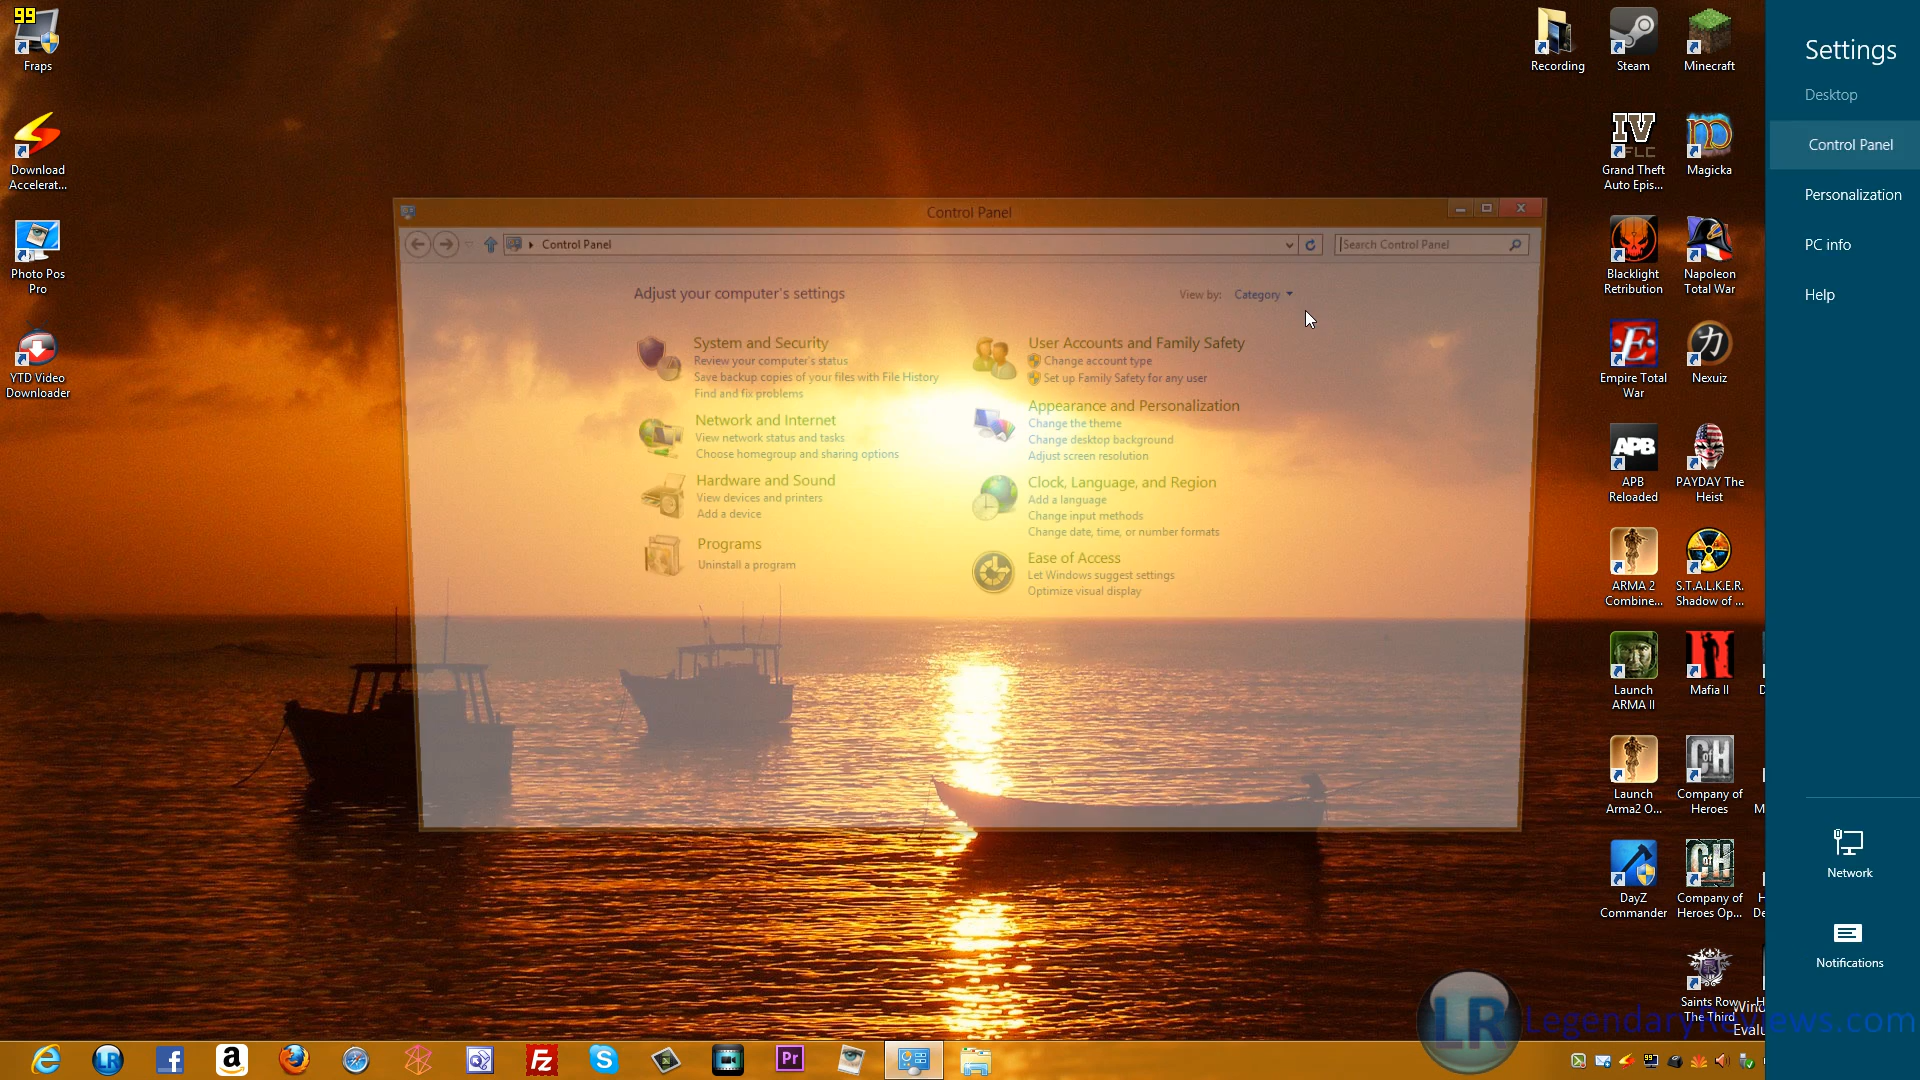 99
Fraps
Download
Accelerat...
Photo Pos
Pro
YTD Video
Downloader
Control Panel
Control Panel
Search Control Panel
Adjust your computer's settings
View by: Category
System and Security
Review your computer's status
Save backup copies of your files with File History
Find and fix problems
Network and Internet
View network status and tasks
Choose homegroup and sharing options
Hardware and Sound
View devices and printers
Add a device
Programs
Uninstall a program
User Accounts and Family Safety
Change account type
Set up Family Safety for any user
Appearance and Personalization
Change the theme
Change desktop background
Adjust screen resolution
Clock, Language, and Region
Add a language
Change input methods
Change date, time, or number formats
Ease of Access
Let Windows suggest settings
Optimize visual display
Recording
Steam
Minecraft
IV
EFLC
Grand Theft
Auto Epis...
Magicka
Blacklight
Retribution
Napoleon
Total War
Empire Total
War
Nexuiz
APB
APB
Reloaded
PAYDAY The
Heist
ARMA 2
Combine...
S.T.A.L.K.E.R.
Shadow of ...
Launch
ARMA II
Mafia II
Launch
Arma2 O...
Company of
Heroes
DayZ
Commander
Company of
Heroes Op...
Saints Row
The Third
Settings
Desktop
Control Panel
Personalization
PC info
Help
Network
Notifications
LR LegendaryReviews.com
LR
Pr